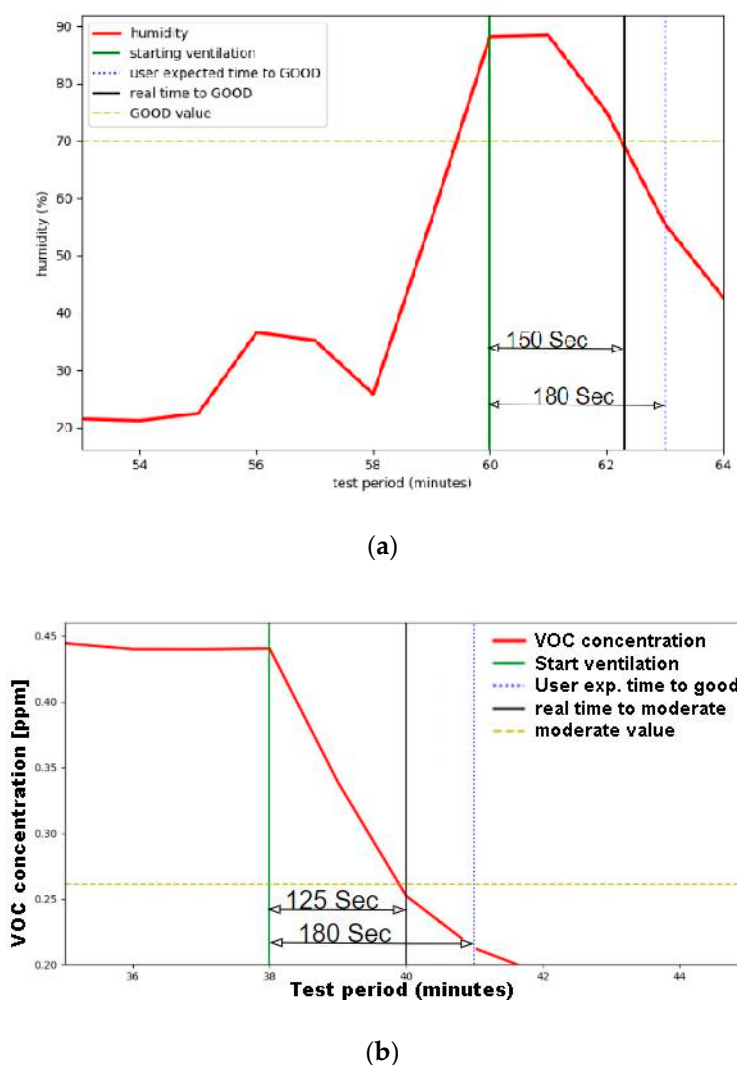 90
80
70
60
50
40
30
20
humidity (%)
humidity
starting ventilation
user expected time to GOOD
real time to GOOD
GOOD value
150 Sec
180 Sec
54 56 58 60 62 64
test period (minutes)
(a)
0.45
0.40
0.35
0.30
0.25
0.20
VOC concentration [ppm]
VOC concentration
Start ventilation
User exp. time to good
real time to moderate
moderate value
125 Sec
180 Sec
36 38 40 42 44
Test period (minutes)
(b)